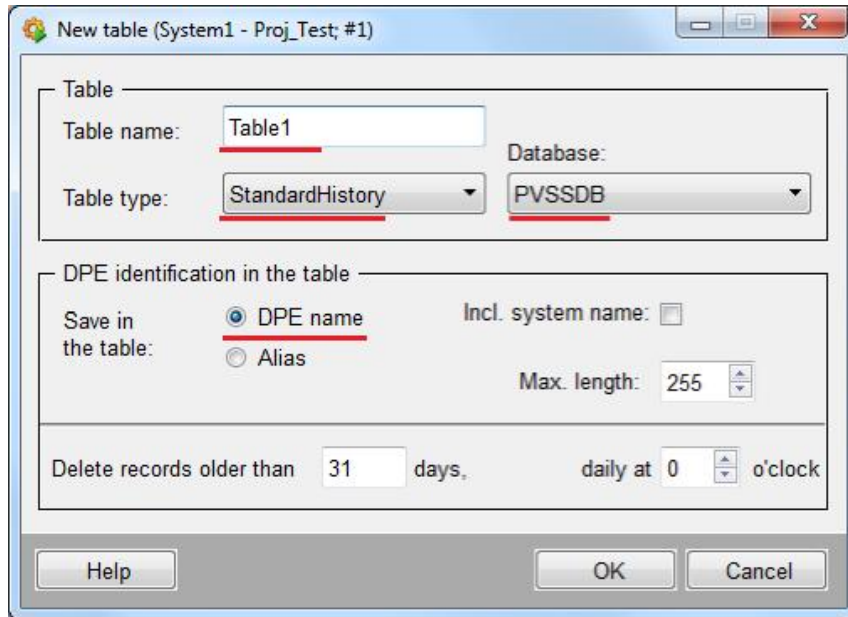 New table (System1 - Proj_Test; #1)
Table
Table name: Table1
Database:
Table type: StandardHistory PVSSDB
DPE identification in the table
Save in the table: DPE name Incl. system name:
Alias
Max. length: 255
Delete records older than 31 days, daily at 0 o'clock
Help OK Cancel